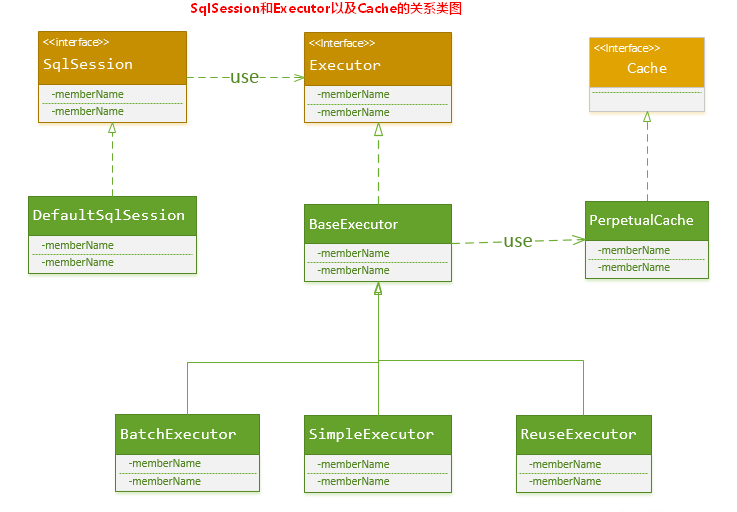 SqlSession和Executor以及Cache的关系类图
<<interface>>
SqlSession
-memberName
-memberName
use
<<Interface>>
Executor
-memberName
-memberName
<<Interface>>
Cache
DefaultSqlSession
-memberName
-memberName
BaseExecutor
-memberName
-memberName
use
PerpetualCache
-memberName
-memberName
BatchExecutor
-memberName
-memberName
SimpleExecutor
-memberName
-memberName
ReuseExecutor
-memberName
-memberName